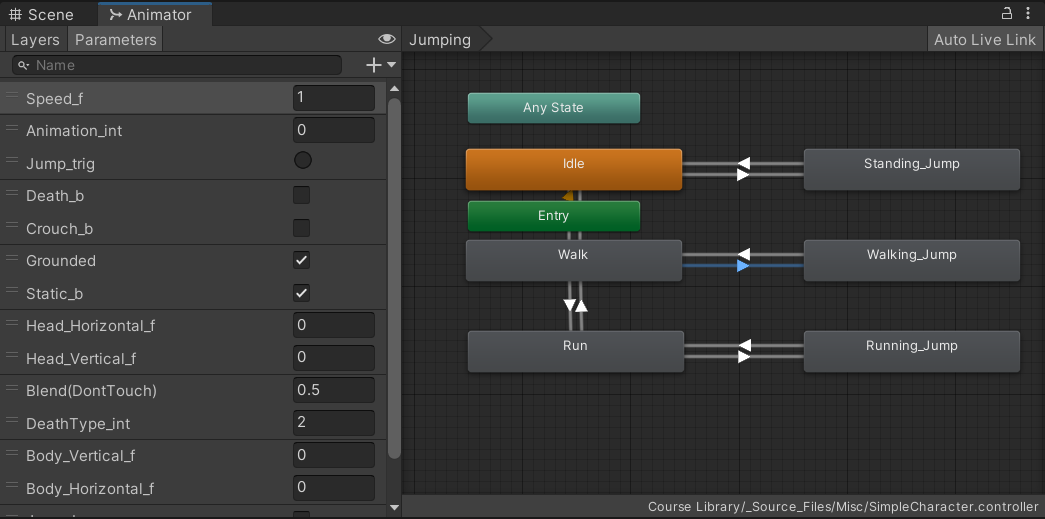 Scene Animator
Layers Parameters
Jumping
Auto Live Link
Name
Speed_f 1
Animation_int 0
Jump_trig
Death_b
Crouch_b
Grounded
Static_b
Head_Horizontal_f 0
Head_Vertical_f 0
Blend(DontTouch) 0.5
DeathType_int 2
Body_Vertical_f 0
Body_Horizontal_f 0
Any State
Idle
Standing_Jump
Entry
Walk
Walking_Jump
Run
Running_Jump
Course Library/_Source_Files/Misc/SimpleCharacter.controller